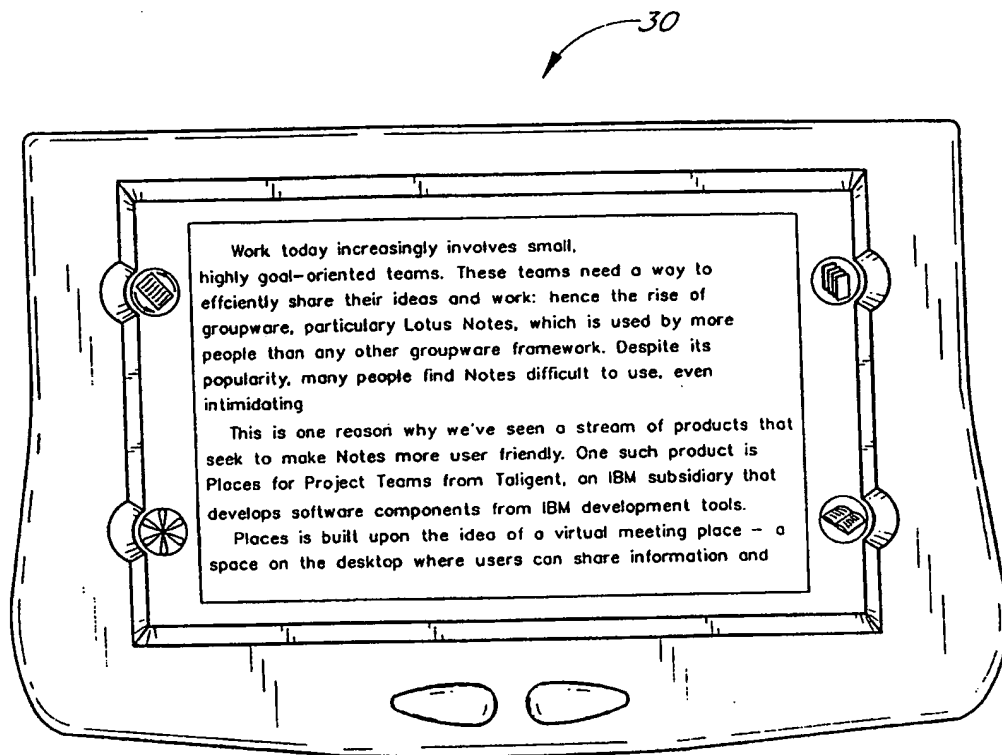 30
Work today increasingly involves small,
highly goal-oriented teams. These teams need a way to
effciently share their ideas and work: hence the rise of
groupware, particulary Lotus Notes, which is used by more
people than any other groupware framework. Despite its
popularity, many people find Notes difficult to use, even
intimidating
This is one reason why we've seen a stream of products that
seek to make Notes more user friendly. One such product is
Places for Project Teams from Taligent, an IBM subsidiary that
develops software components from IBM development tools.
Places is built upon the idea of a virtual meeting place – a
space on the desktop where users can share information and